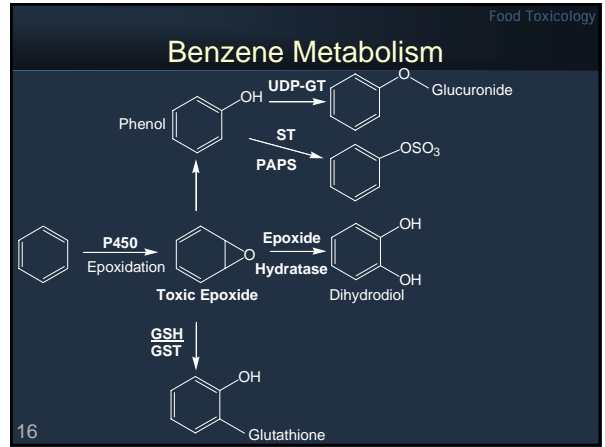 Food Toxicology
Benzene Metabolism
OH
UDP-GT
O
Glucuronide
Phenol
ST
PAPS
OSO3
P450
Epoxidation
O
Toxic Epoxide
Epoxide
Hydratase
OH
OH
Dihydrodiol
GSH
GST
OH
Glutathione
16